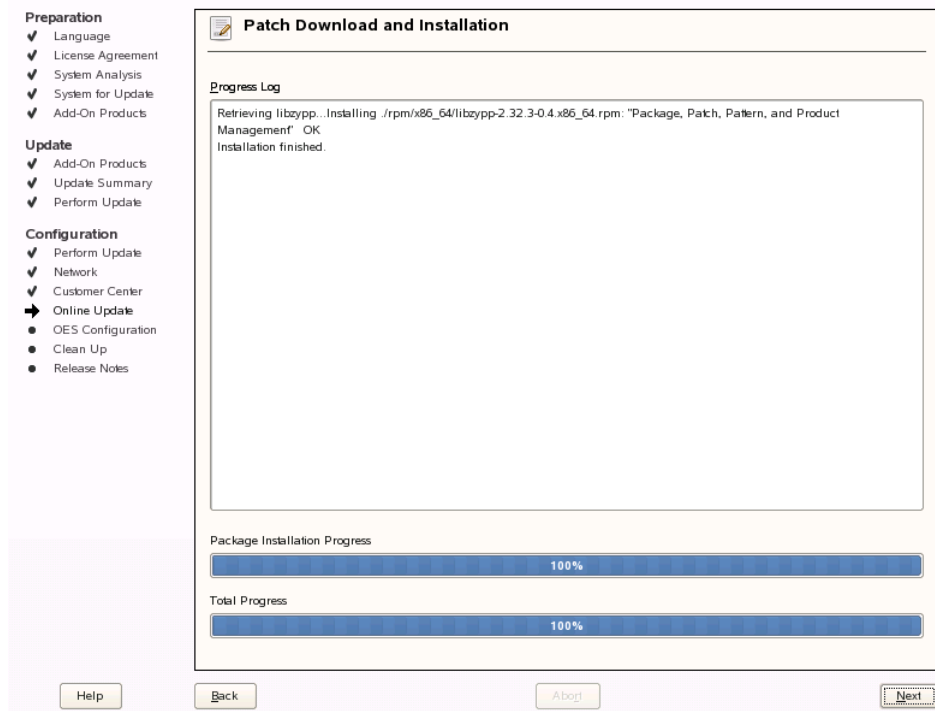 Preparation
Language
License Agreement
System Analysis
System for Update
Add-On Products
Update
Add-On Products
Update Summary
Perform Update
Configuration
Perform Update
Network
Customer Center
Online Update
OES Configuration
Clean Up
Release Notes
Patch Download and Installation
Progress Log
Retrieving libzypp...Installing ./rpm/x86_64/libzypp-2.32.3-0.4.x86_64.rpm: "Package, Patch, Pattern, and Product
Management" OK
Installation finished.
Package Installation Progress
100%
Total Progress
100%
Help
Back
Abort
Next